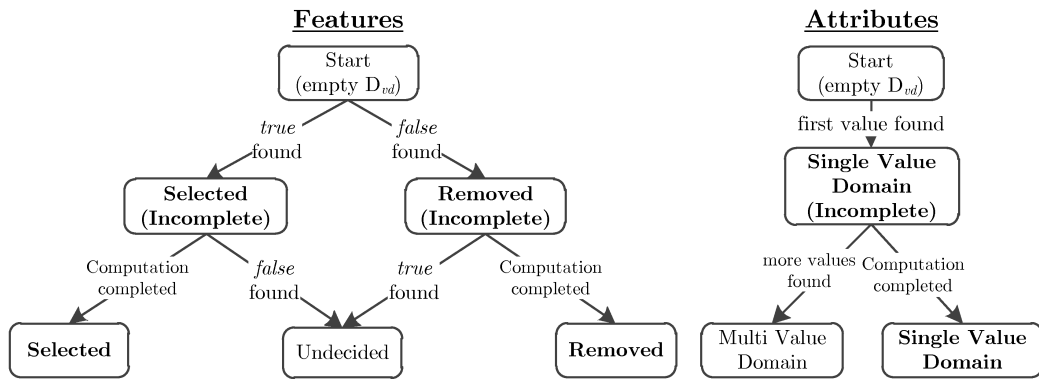 Features
Start
(empty Dvd)
true
found
false
found
Selected
(Incomplete)
Removed
(Incomplete)
Computation
completed
false
found
true
found
Computation
completed
Selected
Undecided
Removed
Attributes
Start
(empty Dvd)
first value found
Single Value
Domain
(Incomplete)
more values
found
Computation
completed
Multi Value
Domain
Single Value
Domain